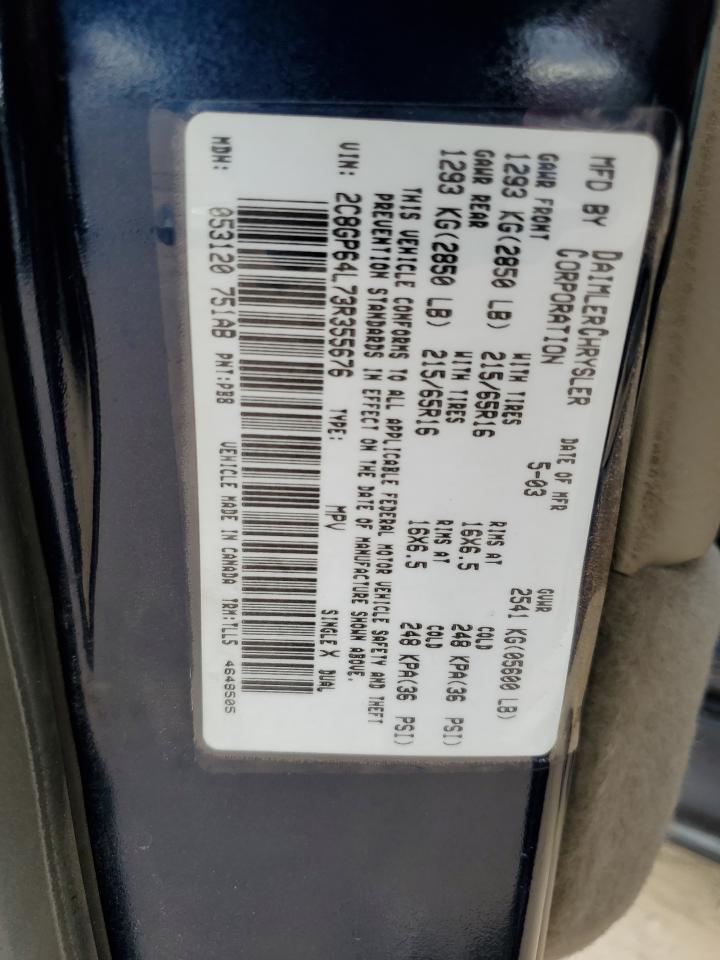 MFD BY DAIMLERCHRYSLER CORPORATION
DATE OF MFR 5-03
GVWR 2541 KG(05600 LB)
GAWR FRONT WITH TIRES RIMS AT COLD
1293 KG(2850 LB) 215/65R16 16X6.5 248 KPA(36 PSI)
GAWR REAR WITH TIRES RIMS AT COLD
1293 KG(2850 LB) 215/65R16 16X6.5 248 KPA(36 PSI)
THIS VEHICLE CONFORMS TO ALL APPLICABLE FEDERAL MOTOR VEHICLE SAFETY AND THEFT
PREVENTION STANDARDS IN EFFECT ON THE DATE OF MANUFACTURE SHOWN ABOVE.
VIN: 2C8GP64L73R355676 TYPE: MPV SINGLE X DUAL
MDH: 053120 751AB PNT:PB8 VEHICLE MADE IN CANADA TRM:TLL5 4648505